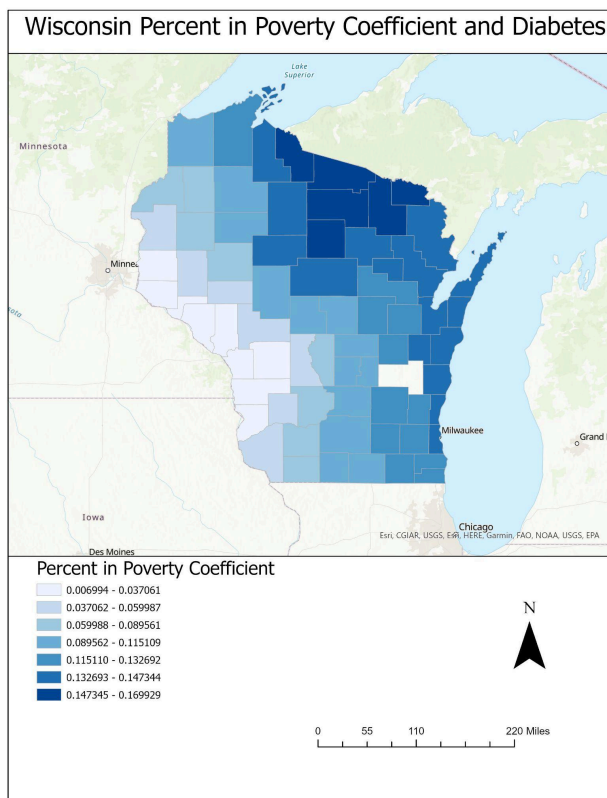 Wisconsin Percent in Poverty Coefficient and Diabetes
Lake
Superior
Minnesota
Minnea
Milwaukee
Grand
Iowa
Chicago
Esri, CGIAR, USGS, Esri, HERE, Garmin, FAO, NOAA, USGS, EPA
Des Moines
Percent in Poverty Coefficient
0.006994 - 0.037061
0.037062 - 0.059987
0.059988 - 0.089561
0.089562 - 0.115109
0.115110 - 0.132692
0.132693 - 0.147344
0.147345 - 0.169929
N
0 55 110 220 Miles